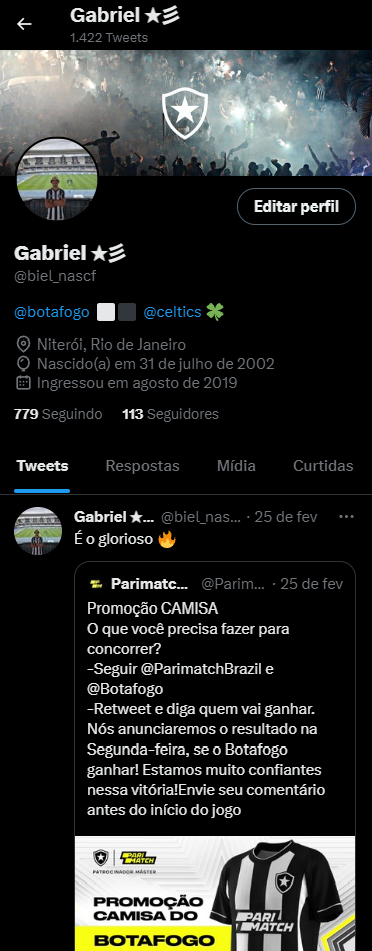 Gabriel ★彡
1.422 Tweets
Editar perfil
Gabriel ★彡
@biel_nascf
@botafogo ⬜⬛ @celtics 🍀
Niterói, Rio de Janeiro
Nascido(a) em 31 de julho de 2002
Ingressou em agosto de 2019
779 Seguindo 113 Seguidores
Tweets Respostas Mídia Curtidas
Gabriel ★... @biel_nas... · 25 de fev ···
É o glorioso 🔥
Parimatc... @Parim... · 25 de fev
Promoção CAMISA
O que você precisa fazer para
concorrer?
-Seguir @ParimatchBrazil e
@Botafogo
-Retweet e diga quem vai ganhar.
Nós anunciaremos o resultado na
Segunda-feira, se o Botafogo
ganhar! Estamos muito confiantes
nessa vitória!Envie seu comentário
antes do início do jogo
PARI MATCH
PATROCINADOR MÁSTER
PROMOÇÃO
CAMISA DO
BOTAFOGO
PARI MATCH